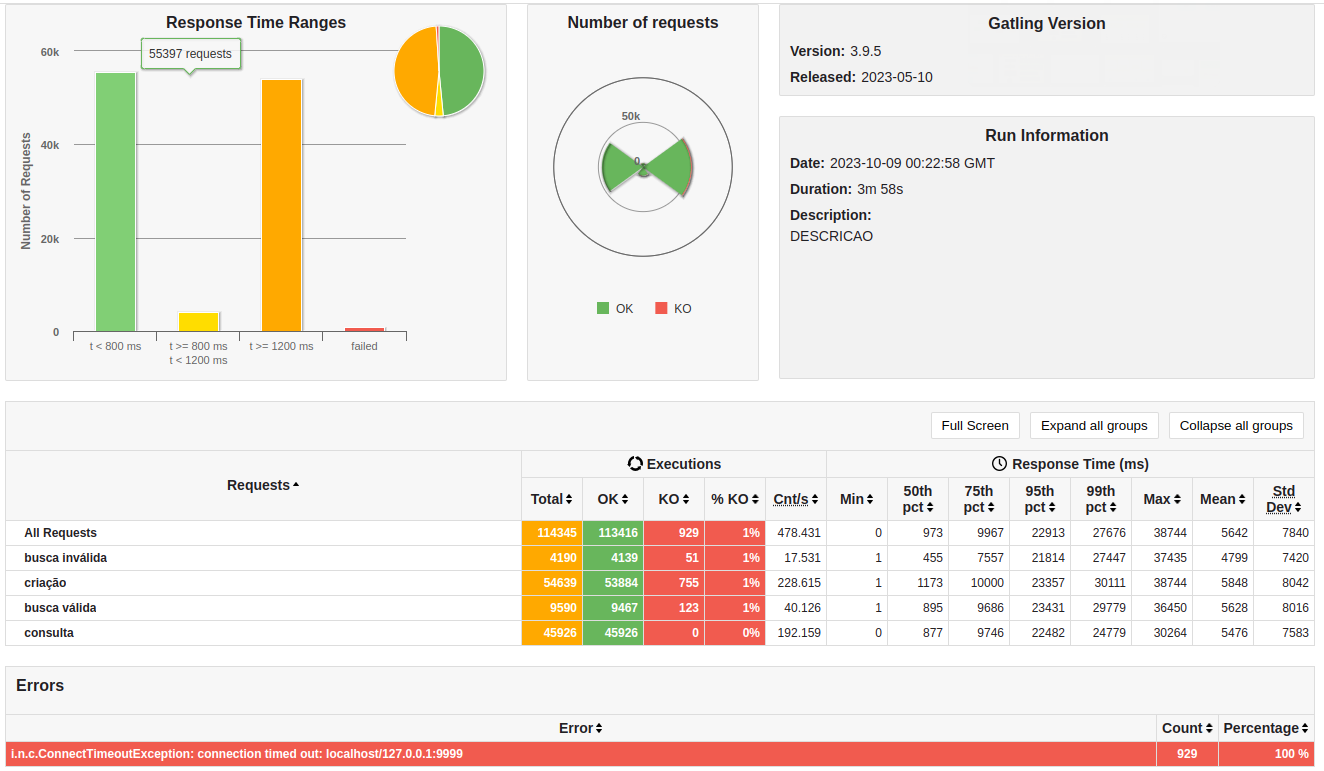 Response Time Ranges
55397 requests
60k
40k
20k
0
Number of Requests
t < 800 ms
t >= 800 ms
t < 1200 ms
t >= 1200 ms
failed
Number of requests
50k
0
OK
KO
Gatling Version
Version: 3.9.5
Released: 2023-05-10
Run Information
Date: 2023-10-09 00:22:58 GMT
Duration: 3m 58s
Description:
DESCRICAO
Full Screen Expand all groups Collapse all groups
Requests Executions Response Time (ms)
Total OK KO % KO Cnt/s Min 50th pct 75th pct 95th pct 99th pct Max Mean Std Dev
All Requests 114345 113416 929 1% 478.431 0 973 9967 22913 27676 38744 5642 7840
busca inválida 4190 4139 51 1% 17.531 1 455 7557 21814 27447 37435 4799 7420
criação 54639 53884 755 1% 228.615 1 1173 10000 23357 30111 38744 5848 8042
busca válida 9590 9467 123 1% 40.126 1 895 9686 23431 29779 36450 5628 8016
consulta 45926 45926 0 0% 192.159 0 877 9746 22482 24779 30264 5476 7583
Errors
Error Count Percentage
i.n.c.ConnectTimeoutException: connection timed out: localhost/127.0.0.1:9999 929 100 %